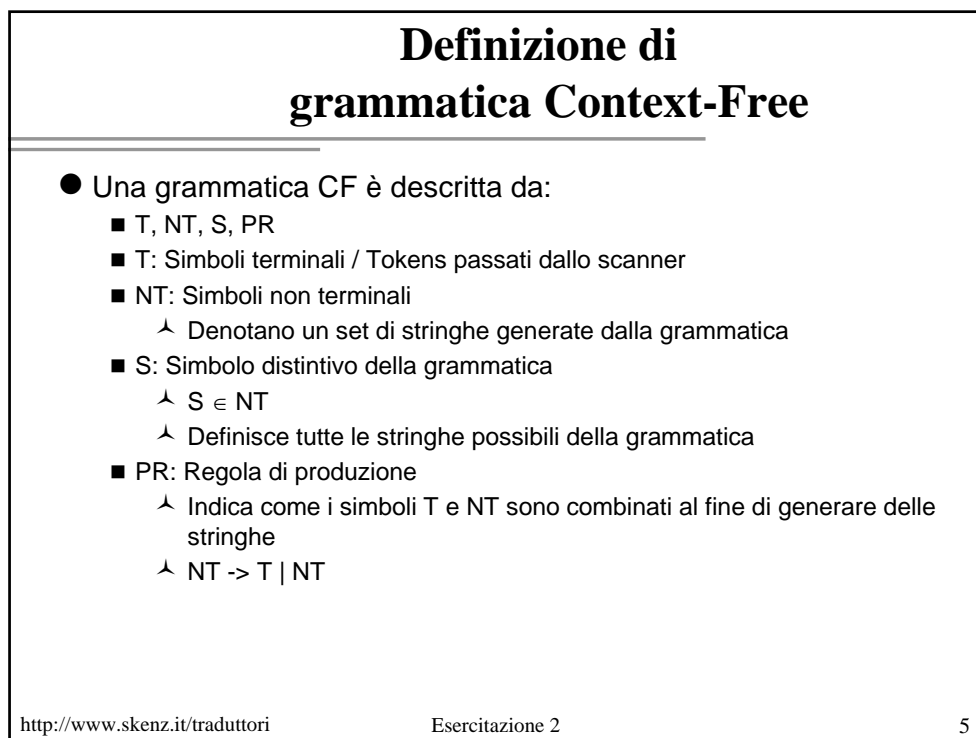 Definizione di
grammatica Context-Free
● Una grammatica CF è descritta da:
■ T, NT, S, PR
■ T: Simboli terminali / Tokens passati dallo scanner
■ NT: Simboli non terminali
Denotano un set di stringhe generate dalla grammatica
■ S: Simbolo distintivo della grammatica
S ∈ NT
Definisce tutte le stringhe possibili della grammatica
■ PR: Regola di produzione
Indica come i simboli T e NT sono combinati al fine di generare delle
stringhe
NT -> T | NT
http://www.skenz.it/traduttori Esercitazione 2 5